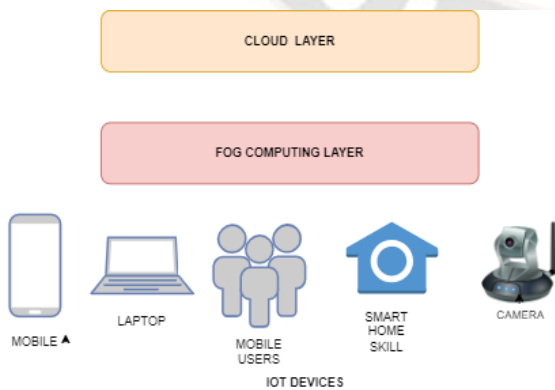 CLOUD LAYER
FOG COMPUTING LAYER
MOBILE
LAPTOP
MOBILE
USERS
SMART
HOME
SKILL
CAMERA
IOT DEVICES